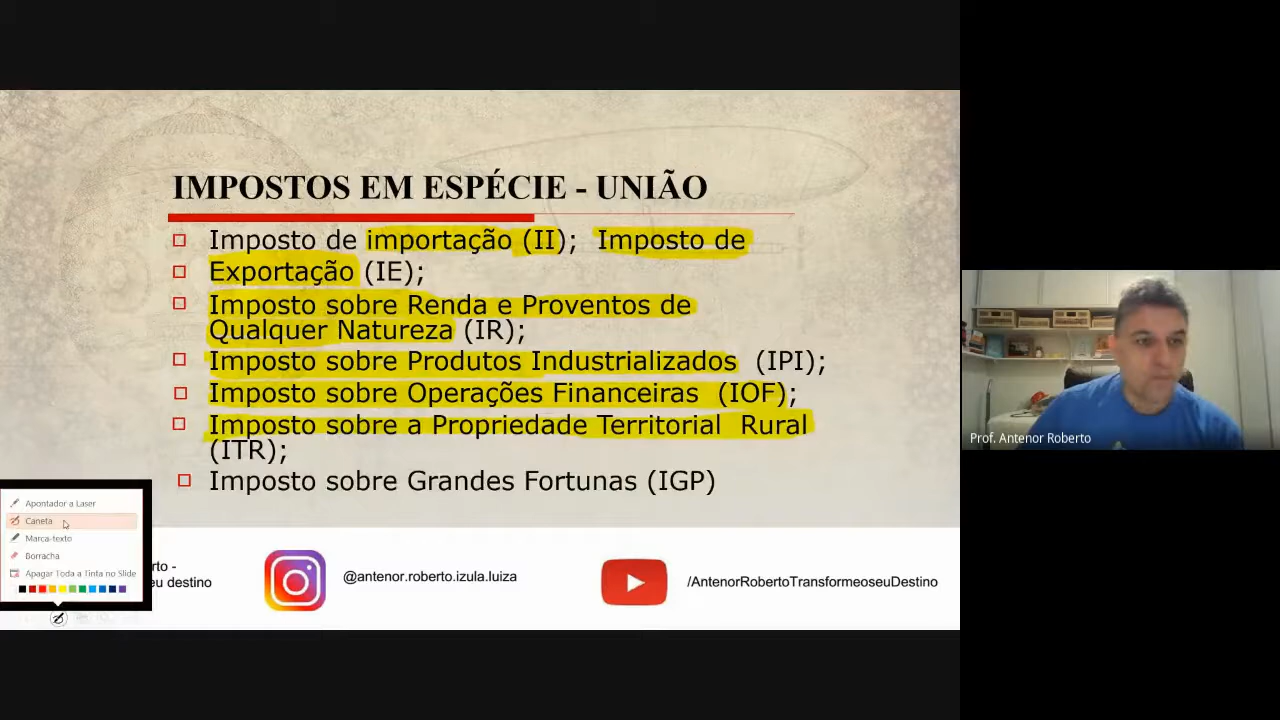 IMPOSTOS EM ESPÉCIE - UNIÃO
Imposto de importação (II); Imposto de
Exportação (IE);
Imposto sobre Renda e Proventos de
Qualquer Natureza (IR);
Imposto sobre Produtos Industrializados (IPI);
Imposto sobre Operações Financeiras (IOF);
Imposto sobre a Propriedade Territorial Rural
(ITR);
Imposto sobre Grandes Fortunas (IGP)
Apontador a Laser
Caneta
Marca-texto
Borracha
Apagar Toda a Tinta no Slide
rto -
eu destino
@antenor.roberto.izula.luiza
/AntenorRobertoTransformeoseuDestino
Prof. Antenor Roberto